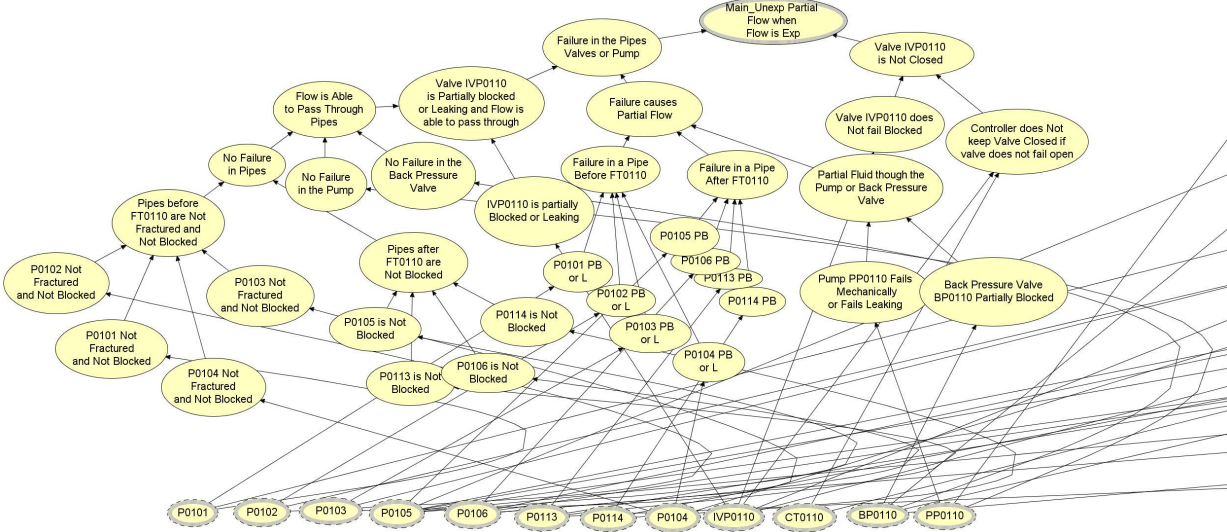 Main_Unexp Partial
Flow when
Flow is Exp
Failure in the Pipes
Valves or Pump
Valve IVP0110
is Not Closed
Flow is Able
to Pass Through
Pipes
Valve IVP0110
is Partially blocked
or Leaking and Flow is
able to pass through
Failure causes
Partial Flow
Valve IVP0110 does
Not fail Blocked
Controller does Not
keep Valve Closed if
valve does not fail open
No Failure
in Pipes
No Failure
in the Pump
No Failure in the
Back Pressure
Valve
Failure in a Pipe
Before FT0110
Failure in a Pipe
After FT0110
Partial Fluid though the
Pump or Back Pressure
Valve
Pipes before
FT0110 are Not
Fractured and
Not Blocked
IVP0110 is partially
Blocked or Leaking
Pipes after
FT0110 are
Not Blocked
P0105 PB
P0106 PB
P0113 PB
P0114 PB
P0102 Not
Fractured
and Not Blocked
P0103 Not
Fractured
and Not Blocked
P0101 PB
or L
P0102 PB
or L
P0103 PB
or L
P0104 PB
or L
Pump PP0110 Fails
Mechanically
or Fails Leaking
Back Pressure Valve
BP0110 Partially Blocked
P0101 Not
Fractured
and Not Blocked
P0105 is Not
Blocked
P0114 is Not
Blocked
P0104 Not
Fractured
and Not Blocked
P0113 is Not
Blocked
P0106 is Not
Blocked
P0101
P0102
P0103
P0105
P0106
P0113
P0114
P0104
IVP0110
CT0110
BP0110
PP0110